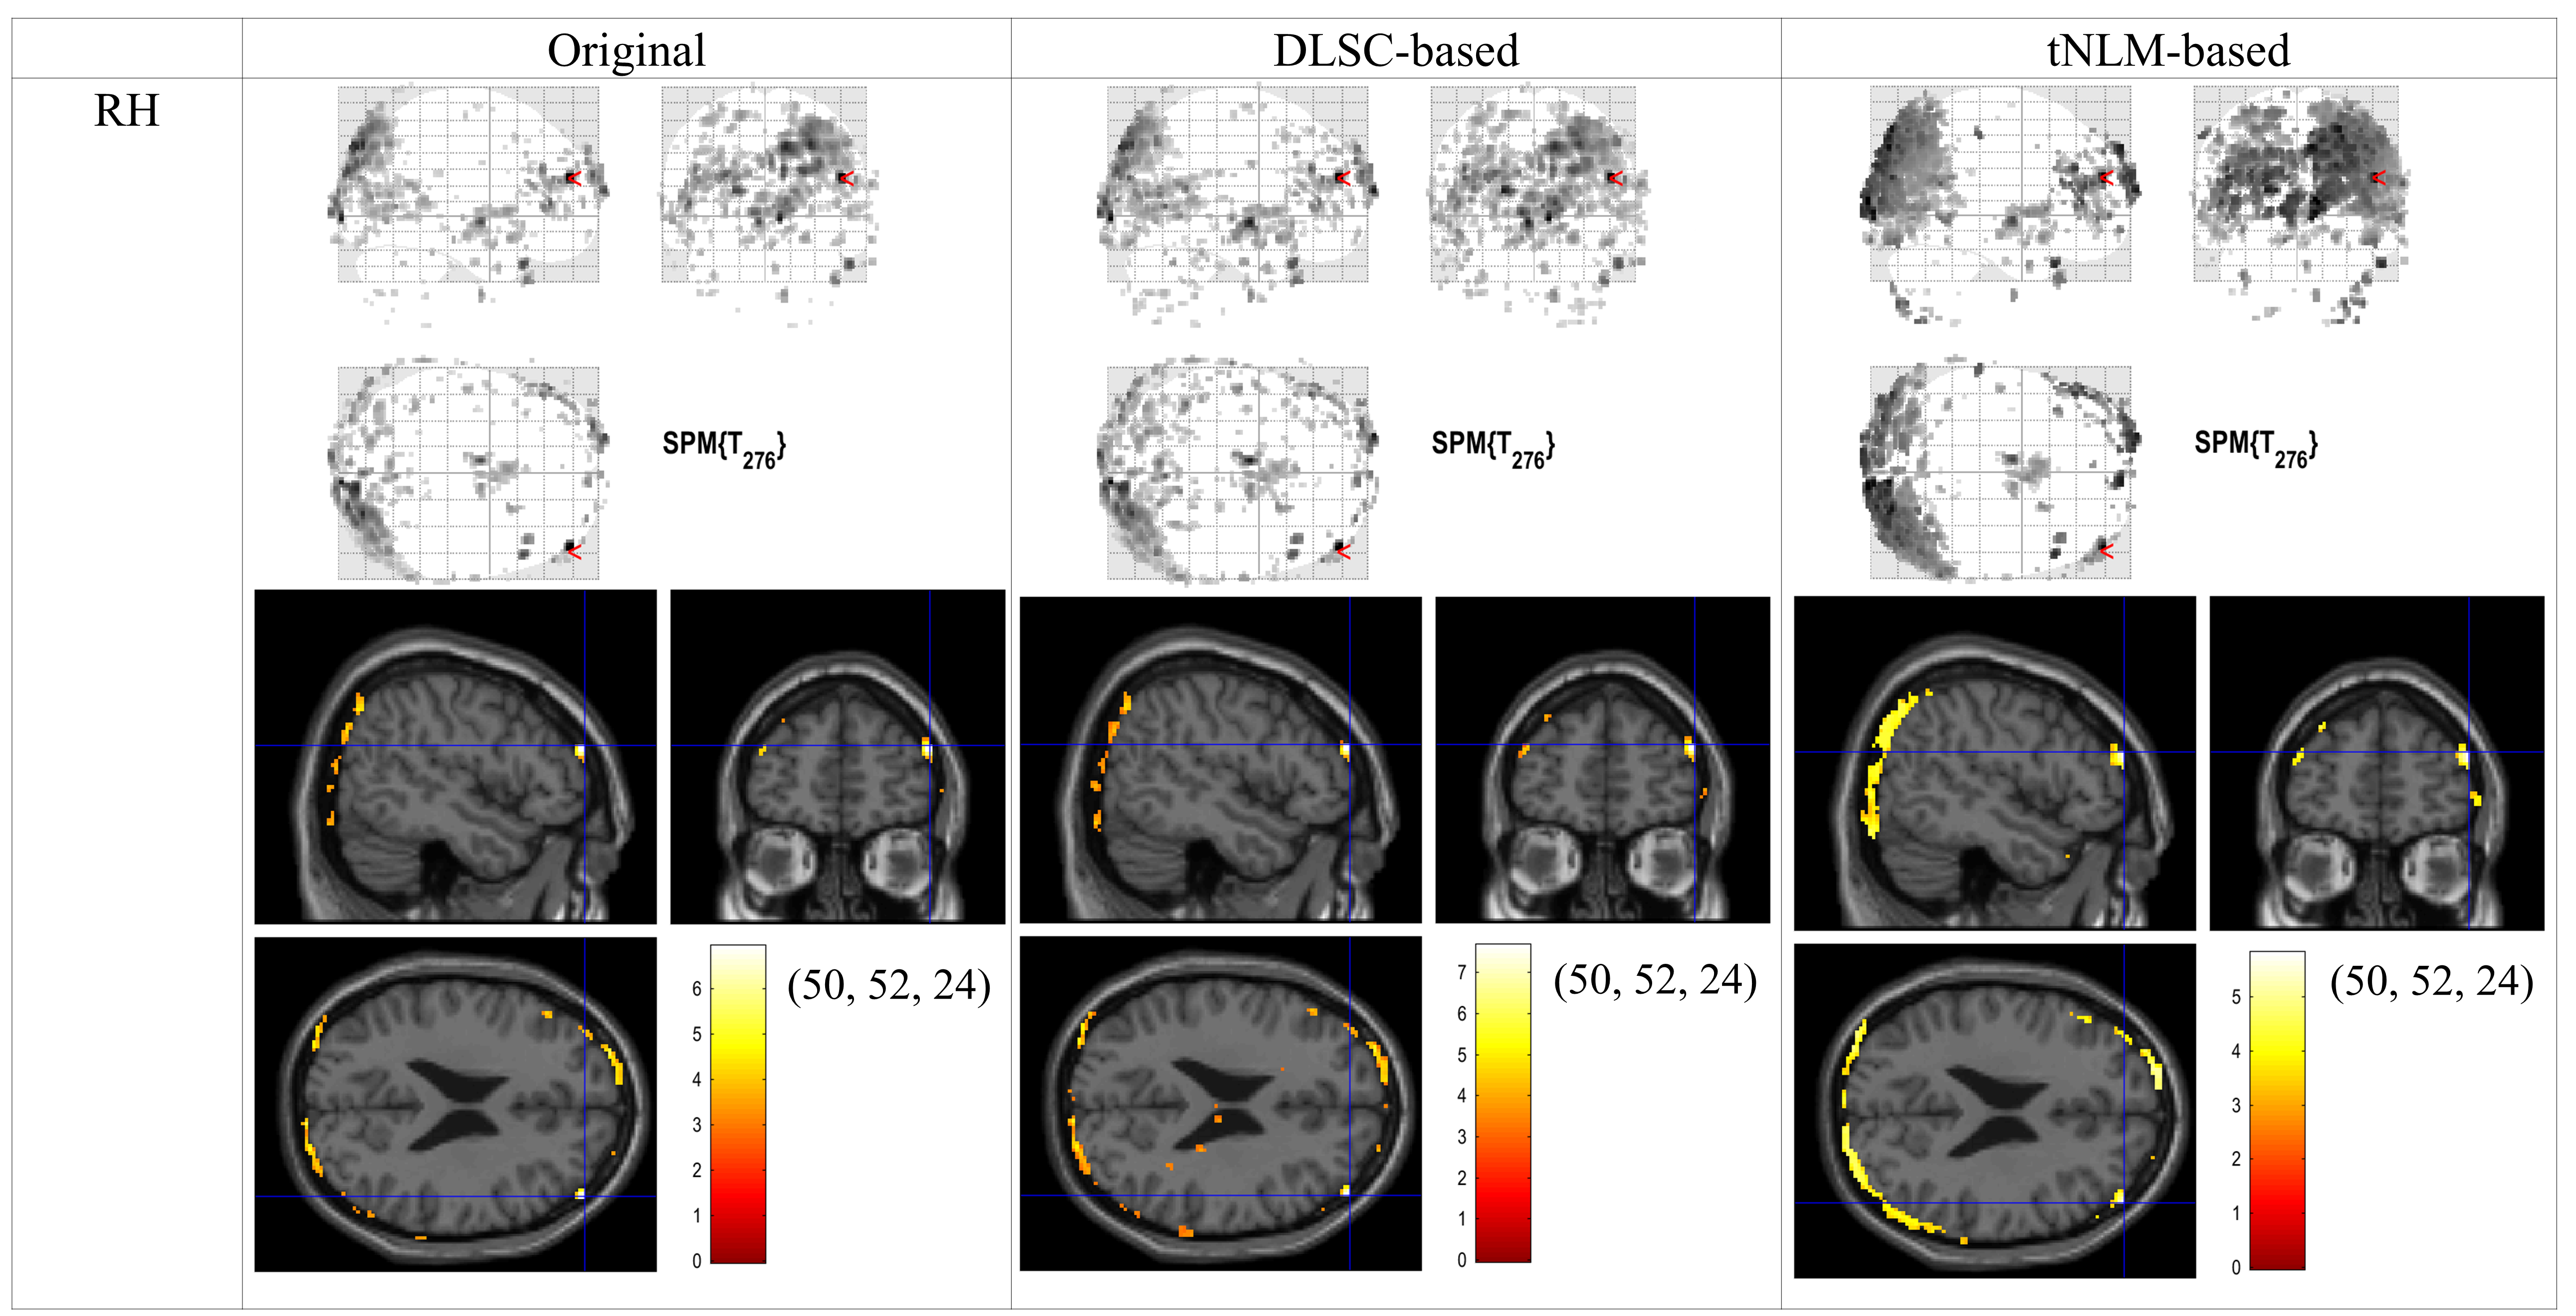 Original DLSC-based tNLM-based
RH
< < < < < <
SPM{T276} SPM{T276} SPM{T276}
< < <
(50, 52, 24) (50, 52, 24) (50, 52, 24)
6 7 5
5 6 4
4 5 3
3 4 2
2 3 1
1 2 0
0 1
0